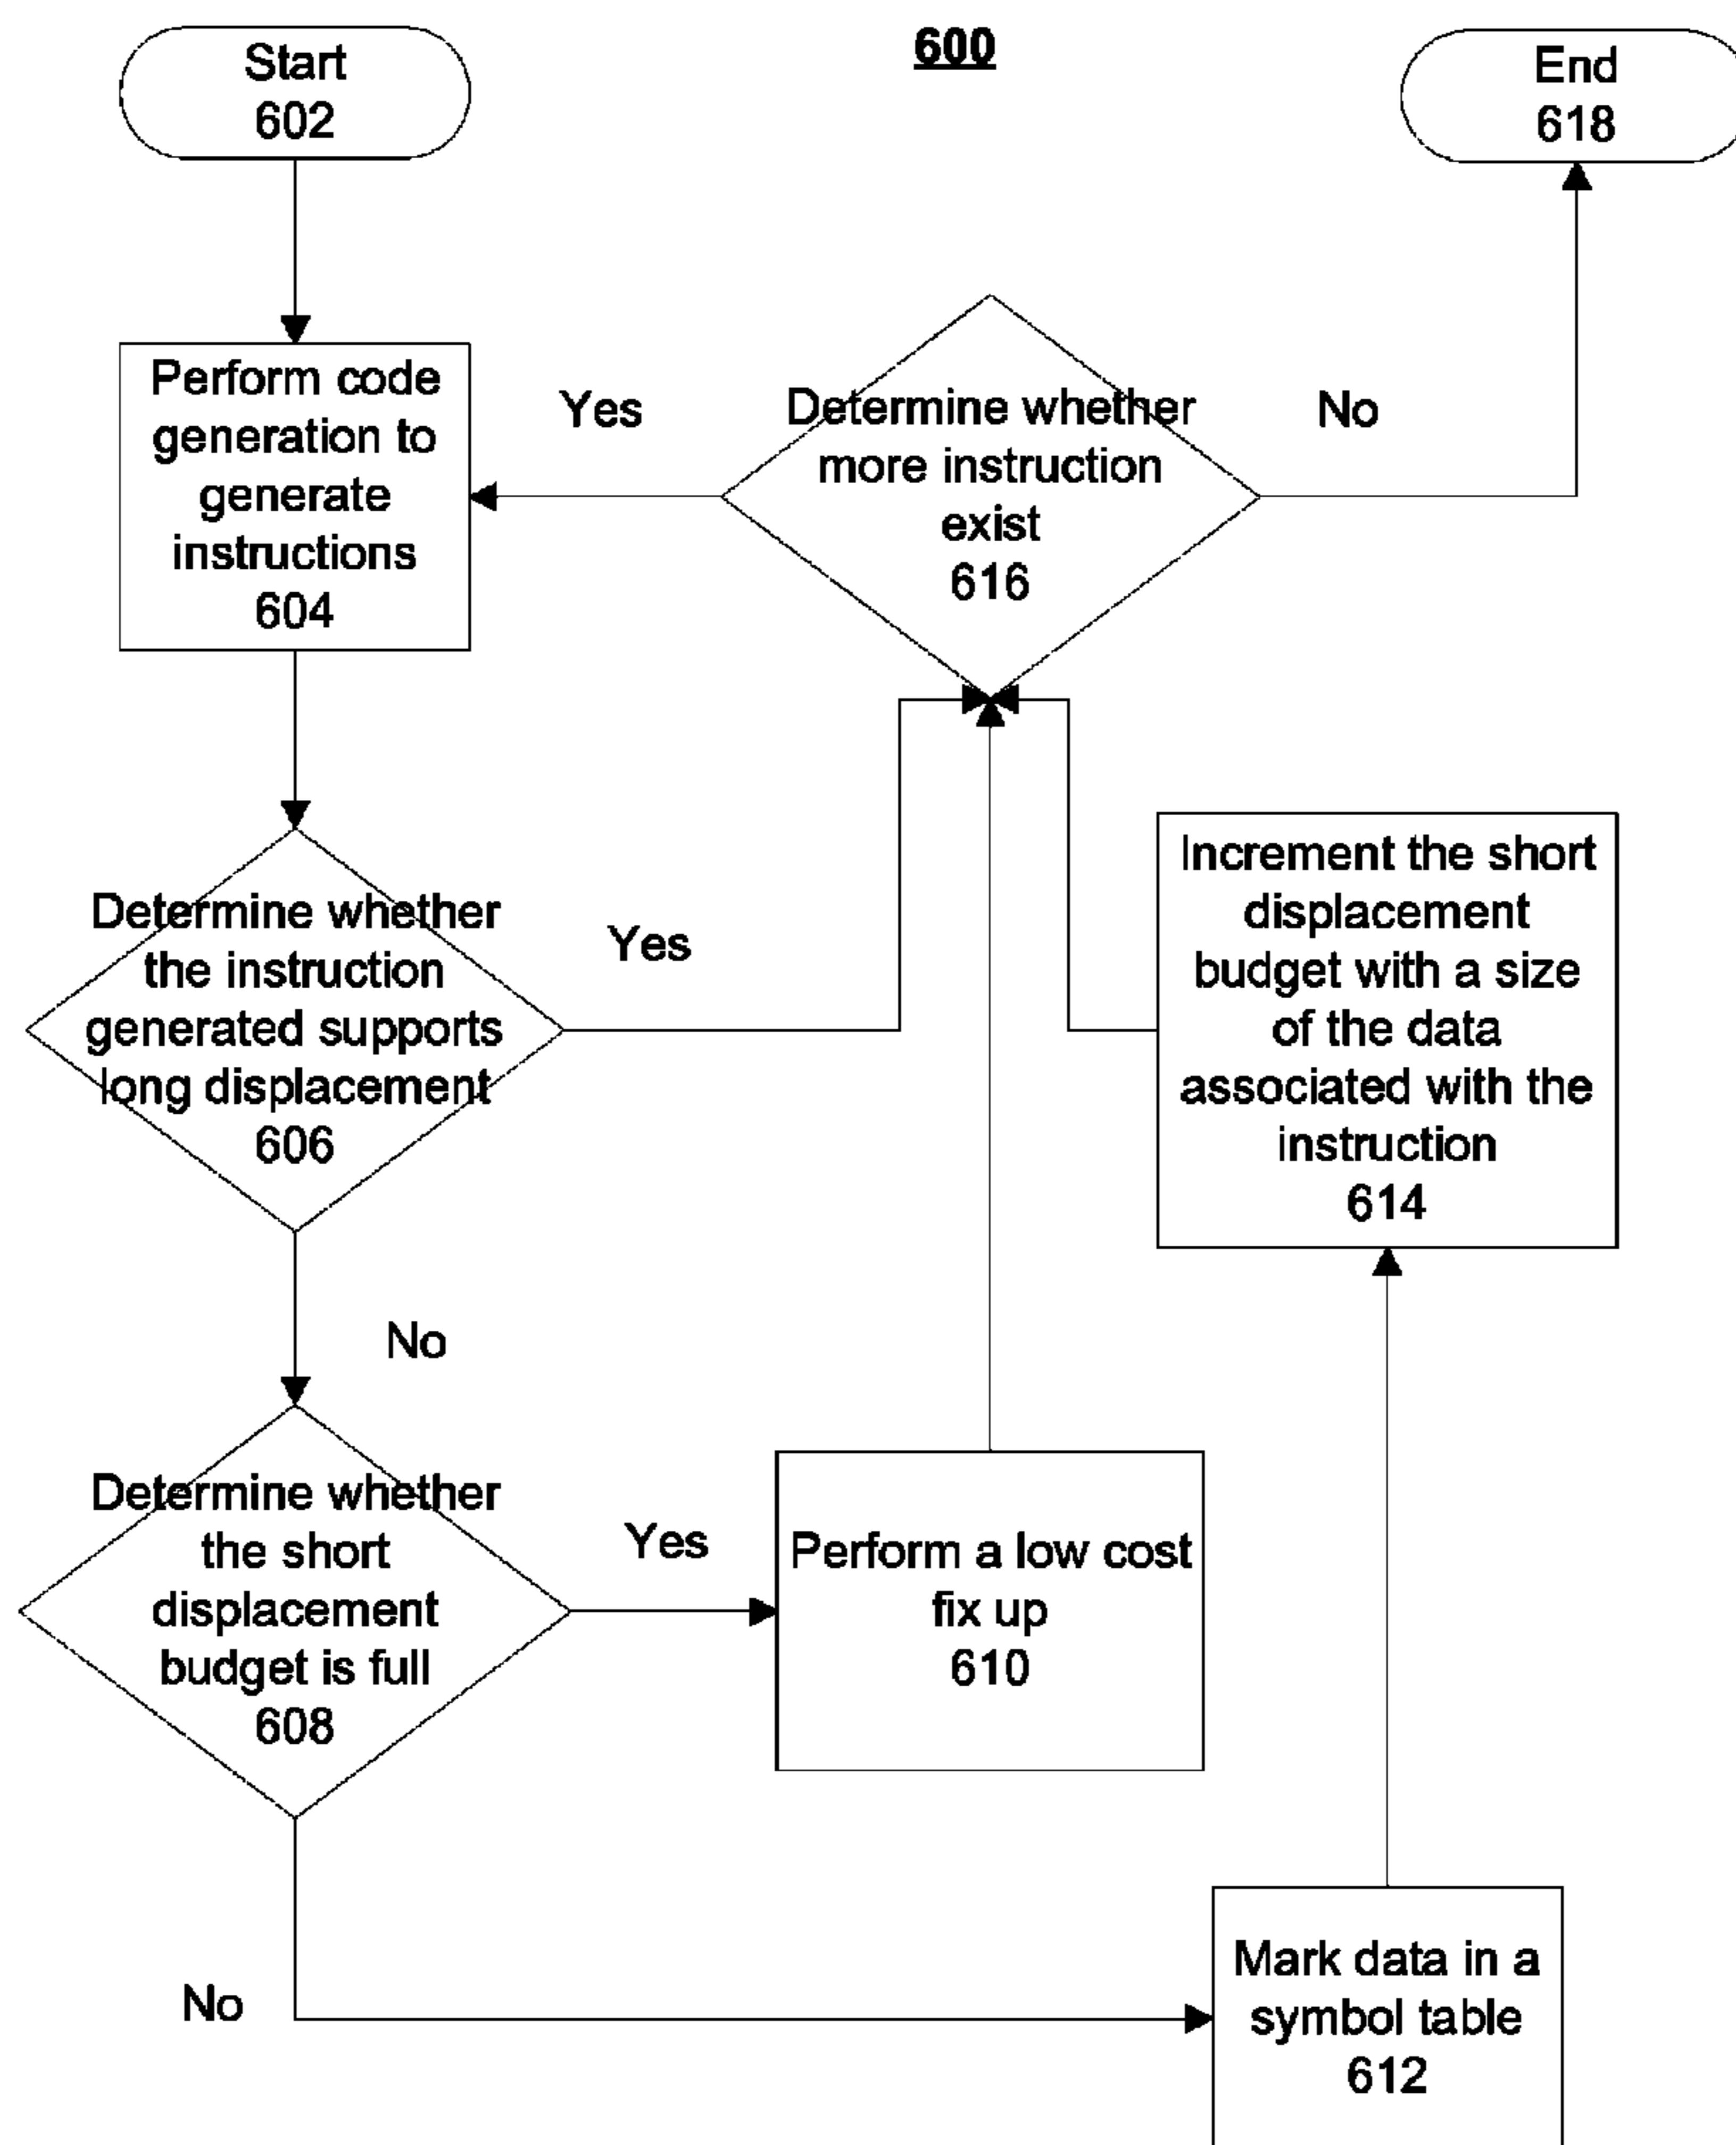 Start
602
600
End
618
Perform code
generation to
generate
instructions
604
Yes
Determine whether
more instruction
exist
616
No
Determine whether
the instruction
generated supports
long displacement
606
Yes
Increment the short
displacement
budget with a size
of the data
associated with the
instruction
614
No
Determine whether
the short
displacement
budget is full
608
Yes
Perform a low cost
fix up
610
No
Mark data in a
symbol table
612